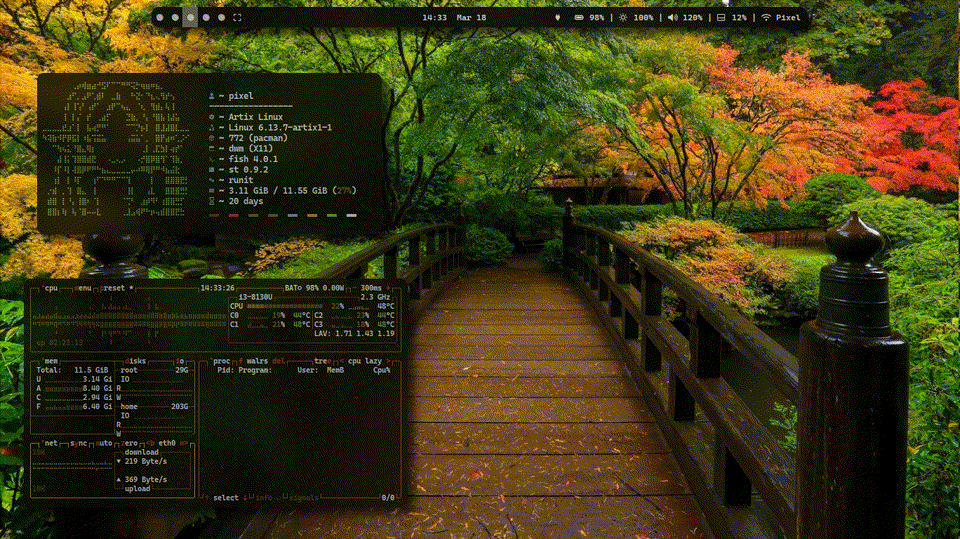 14:33 Mar 18
98% | 100% | 120% | 12% | Pixel
~ pixel
~ Artix Linux
~ Linux 6.13.7-artix1-1
~ 772 (pacman)
~ dwm (X11)
~ fish 4.0.1
~ st 0.9.2
~ runit
~ 3.11 GiB / 11.55 GiB (27%)
~ 20 days
cpu menu preset * 14:33:26 BAT 98% 0.00W - 300ms +
i3-8130U 2.3 GHz
CPU 22% 48°C
C0 19% 44°C C2 23% 44°C
C1 21% 48°C C3 18% 48°C
LAV: 1.71 1.43 1.19
up 02:23:13
mem disks io
Total: 11.5 GiB root 29G
U 3.14 Gi IO
A 8.40 Gi R
C 2.94 Gi W
F 6.40 Gi home 203G
IO
R
W
proc f walrs del tree < cpu lazy >
Pid: Program: User: MemB Cpu%
net sync auto zero <b eth0 n>
10K download
▼ 219 Byte/s
▲ 369 Byte/s
10K upload
↑ select ↓ info signals 0/0